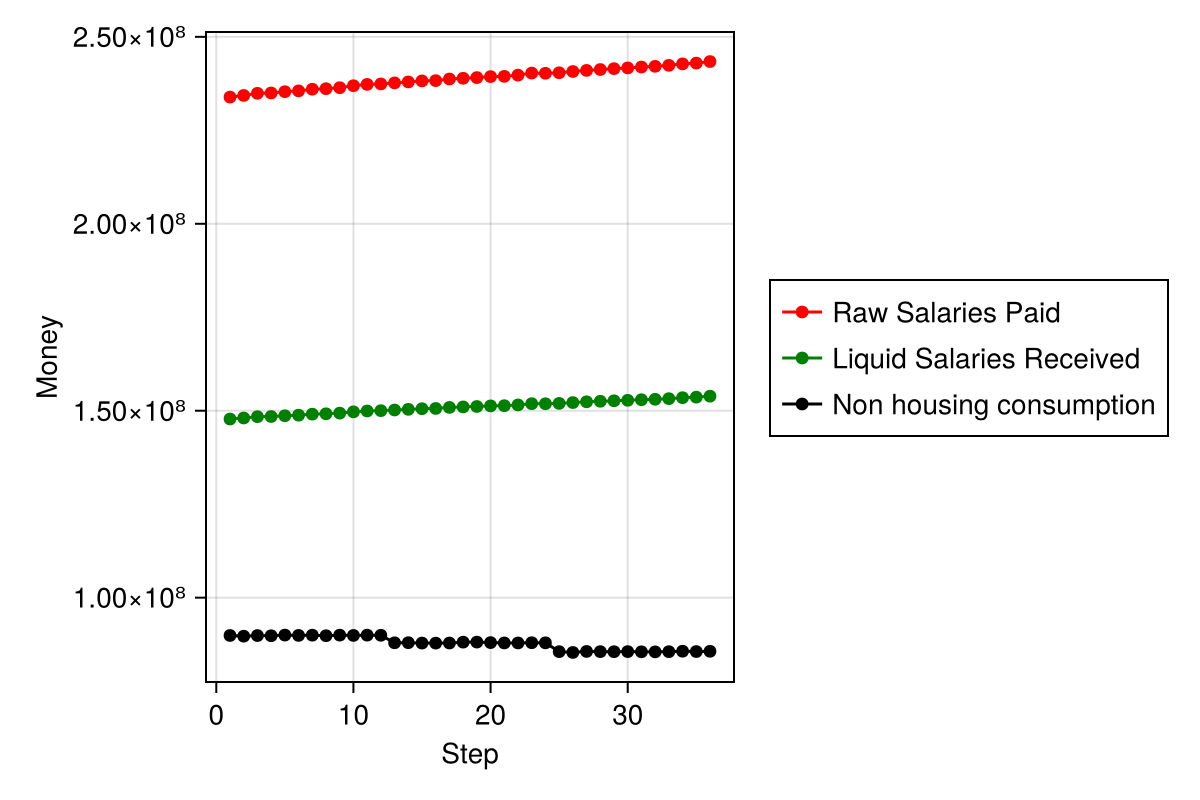 2.50×10⁸
2.00×10⁸
1.50×10⁸
1.00×10⁸
Money
0 10 20 30
Step
Raw Salaries Paid
Liquid Salaries Received
Non housing consumption